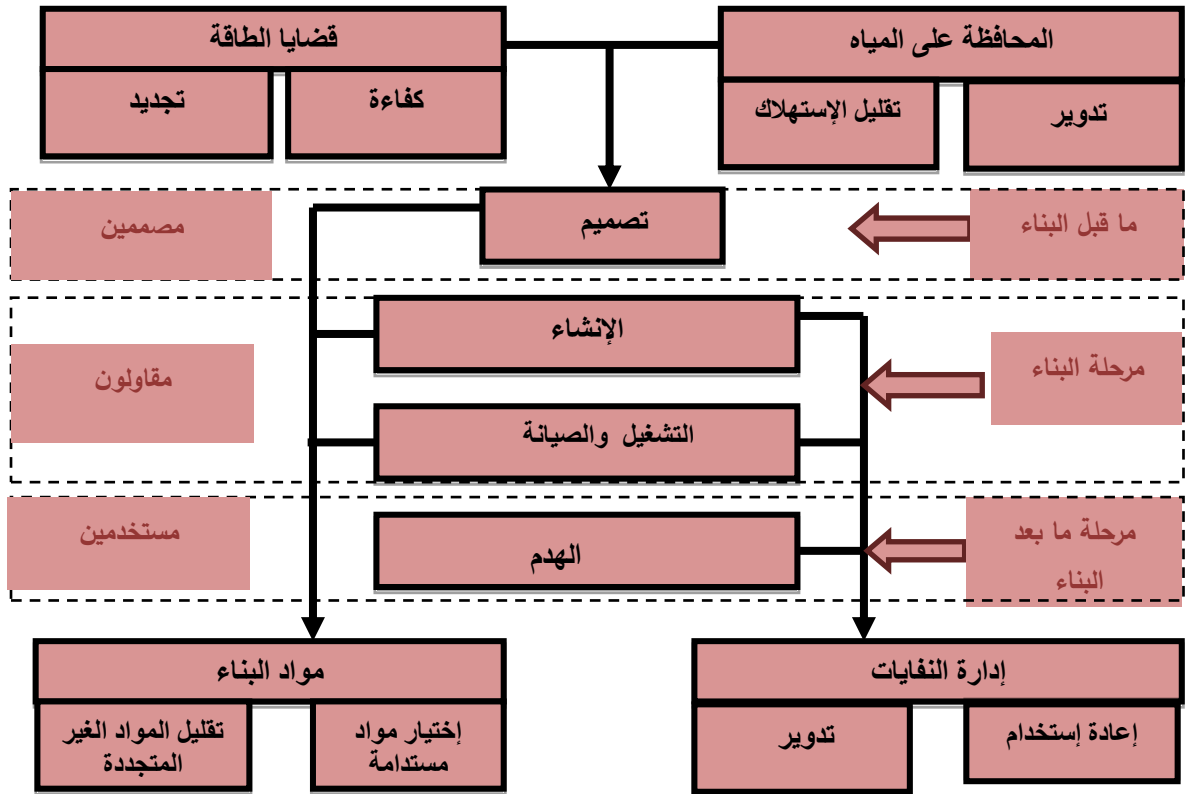 المحافظة على المياه
قضايا الطاقة
تدوير
تقليل الإستهلاك
كفاءة
تجديد
ما قبل البناء
تصميم
مصممين
مرحلة البناء
الإنشاء
مقاولون
التشغيل والصيانة
مرحلة ما بعد
البناء
الهدم
مستخدمين
إدارة النفايات
مواد البناء
إعادة إستخدام
تدوير
إختيار مواد
مستدامة
تقليل المواد الغير
المتجددة